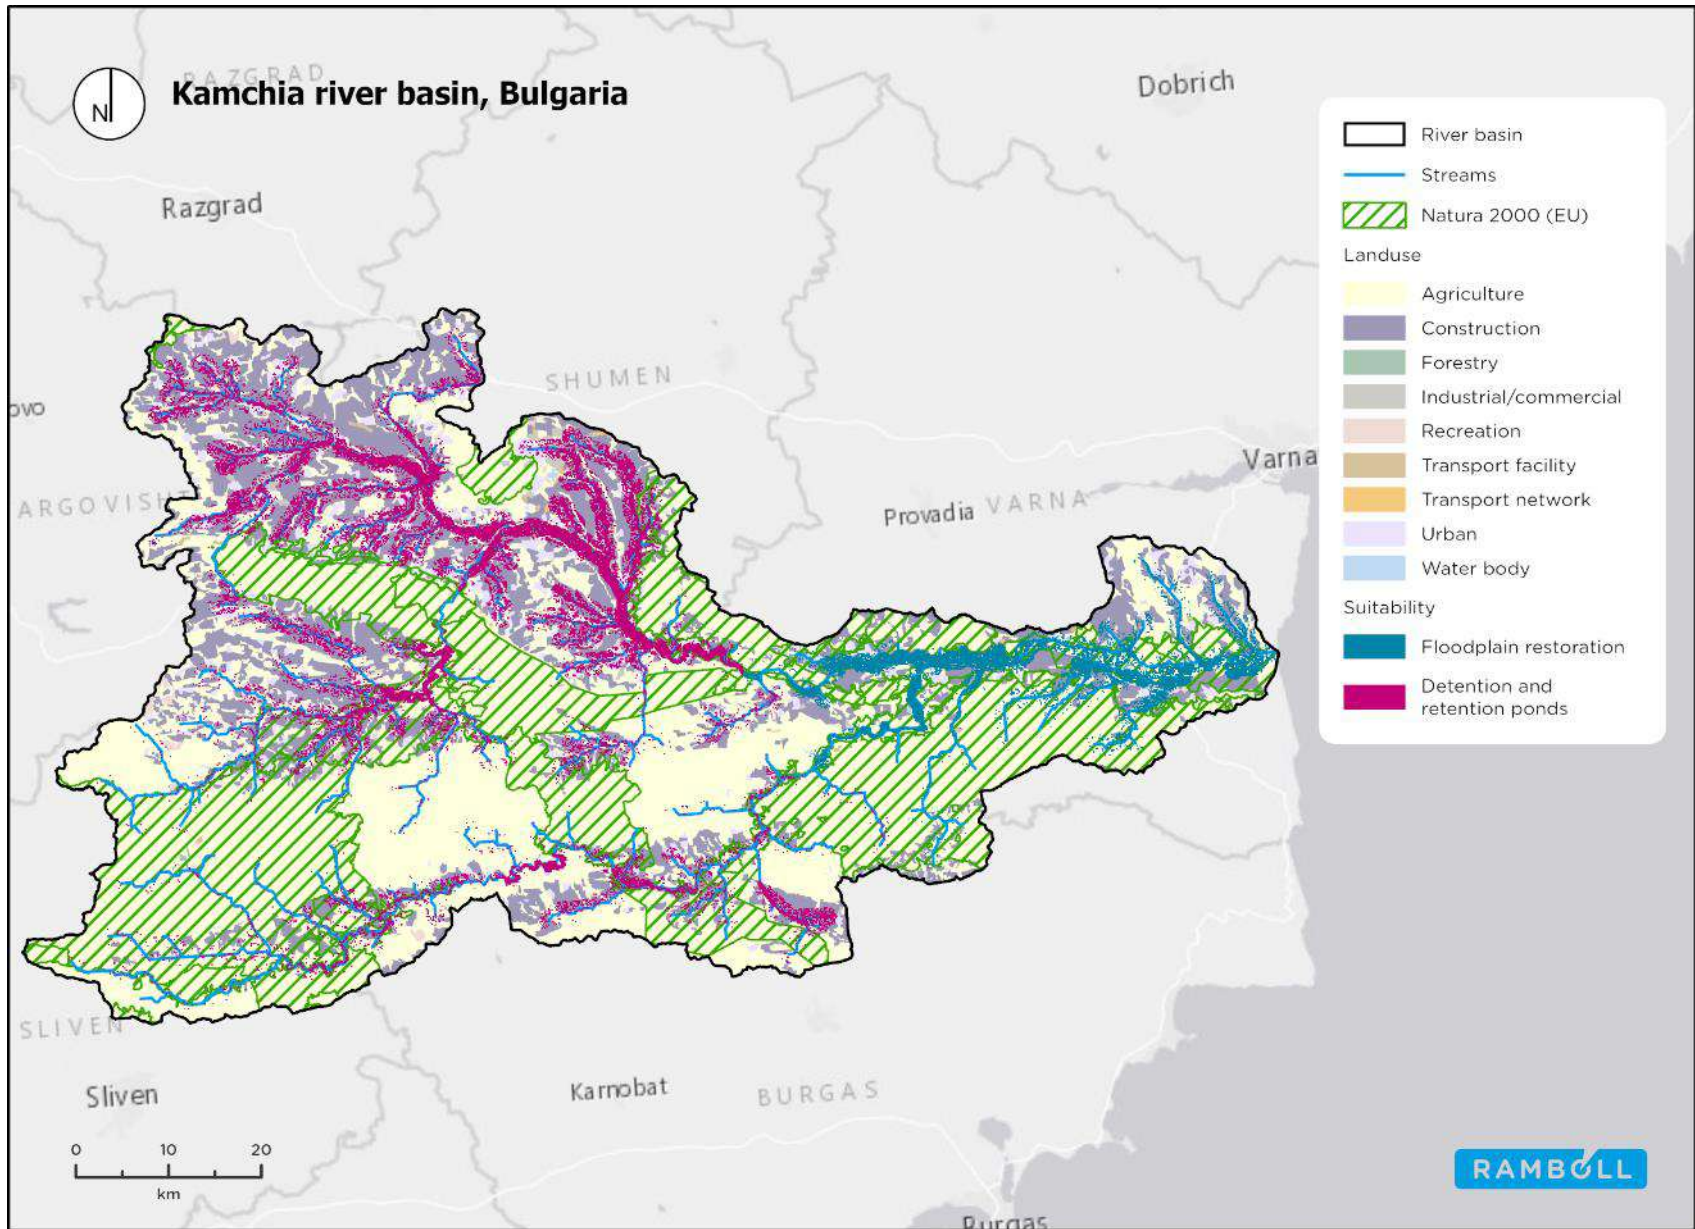 RAZGRAD
Kamchia river basin, Bulgaria
N
Dobrich
Razgrad
SHUMEN
ovo
Varna
ARGOVISHT
Provadia
VARNA
SLIVEN
Sliven
Karnobat
BURGAS
Burgas
0 10 20
km
River basin
Streams
Natura 2000 (EU)
Landuse
Agriculture
Construction
Forestry
Industrial/commercial
Recreation
Transport facility
Transport network
Urban
Water body
Suitability
Floodplain restoration
Detention and
retention ponds
RAMBOLL